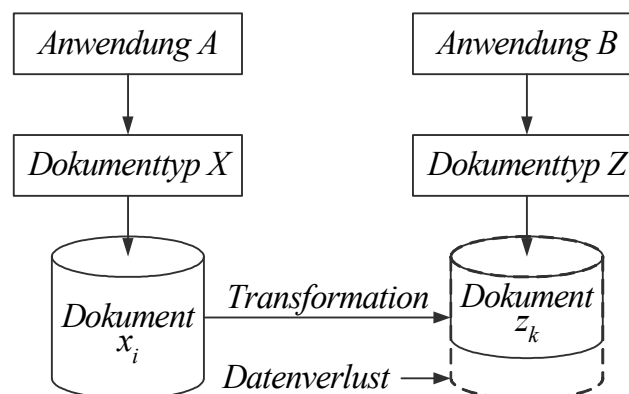 Anwendung A
Anwendung B
Dokumenttyp X
Dokumenttyp Z
Dokument
x_i
Transformation
Dokument
z_k
Datenverlust